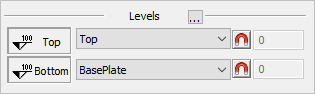 Levels ...
100 Top Top 0
100 Bottom BasePlate 0